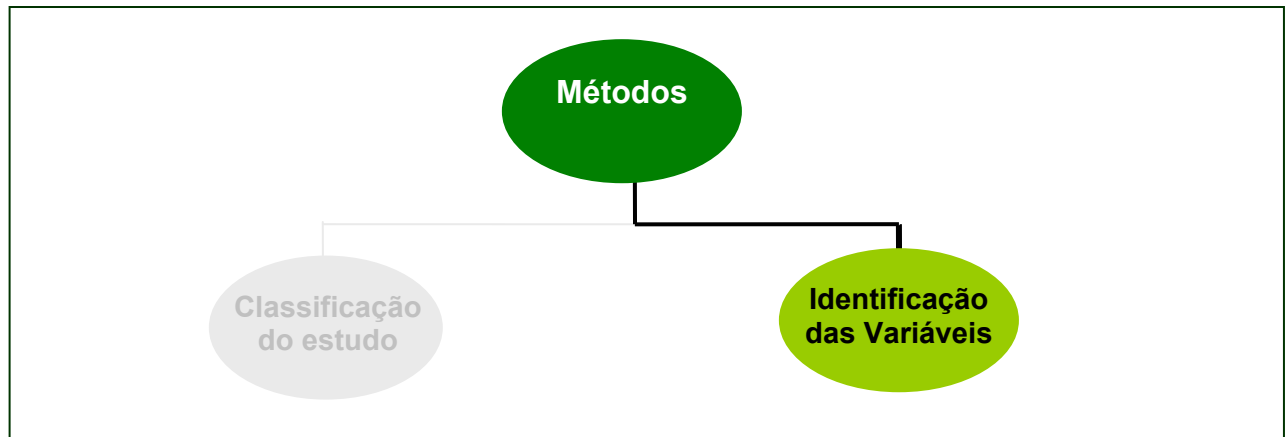 Métodos
Classificação
do estudo
Identificação
das Variáveis